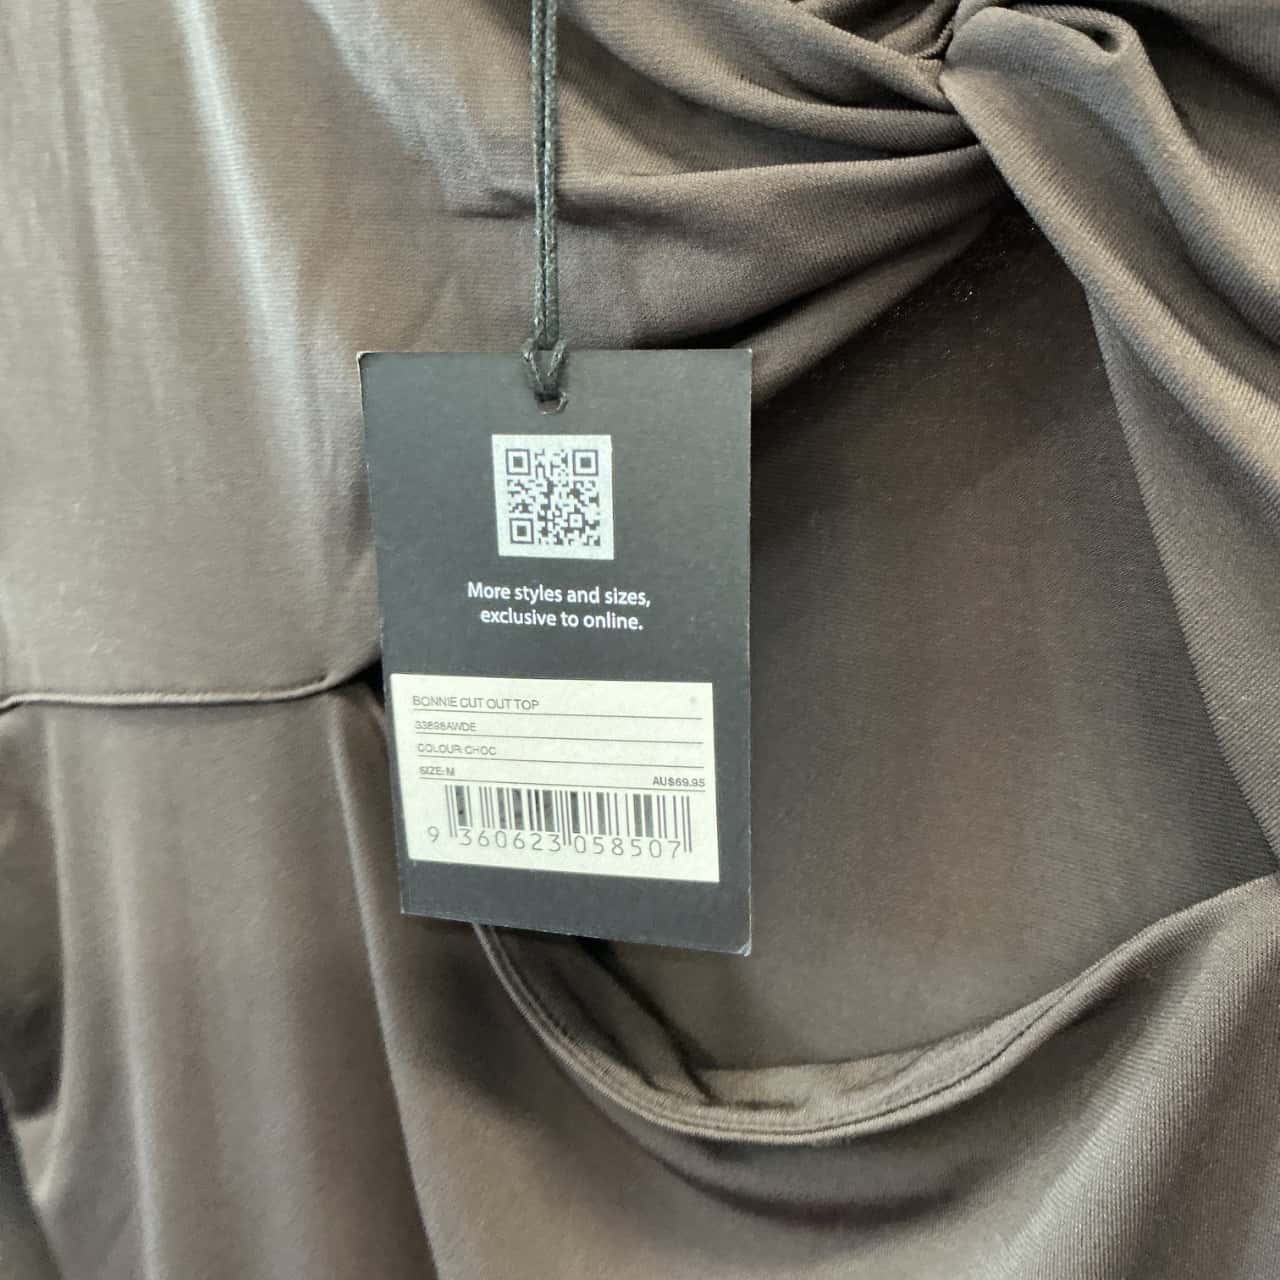 More styles and sizes,
exclusive to online.
BONNIE CUT OUT TOP
33898AWDE
COLOUR: CHOC
SIZE: M
AU$69.95
9 360623 058507